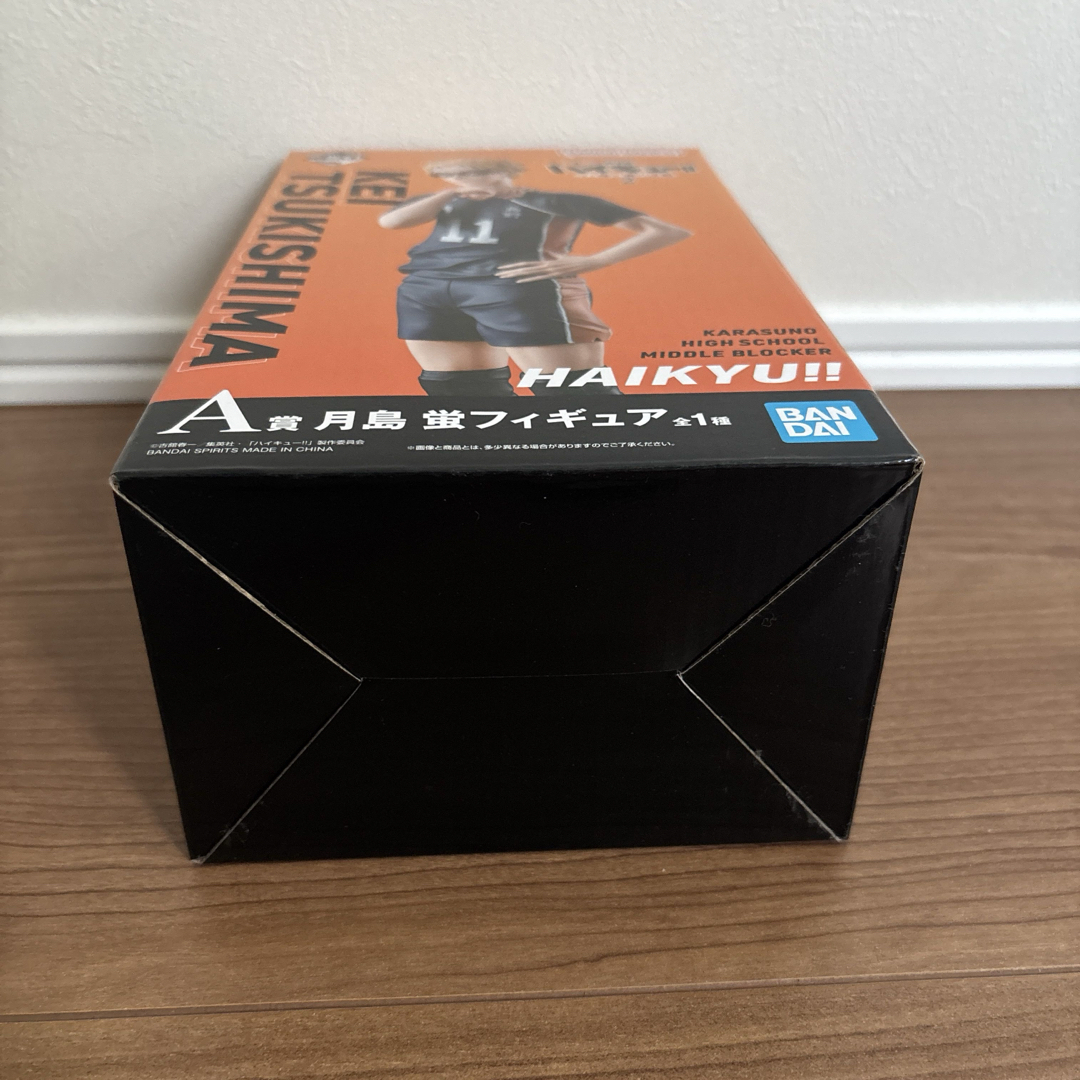 KEI
TSUKISHIMA
11
KARASUNO
HIGH SCHOOL
MIDDLE BLOCKER
HAIKYU!!
A賞 月島 蛍フィギュア 全1種
BAN
DAI
©古舘春一/集英社・「ハイキュー!!」製作委員会
BANDAI SPIRITS MADE IN CHINA
※画像と商品とは、多少異なる場合がありますのでご了承ください。